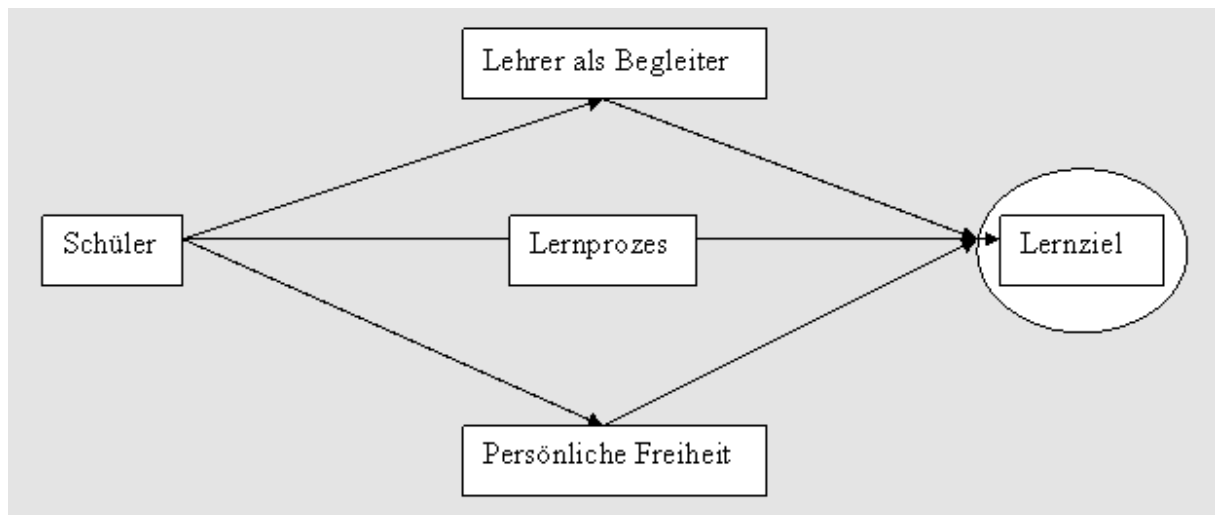 Lehrer als Begleiter
Schüler
Lernprozes
Lernziel
Persönliche Freiheit